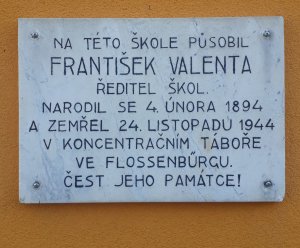 NA TÉTO ŠKOLE PŮSOBIL
FRANTIŠEK VALENTA
ŘEDITEL ŠKOL.
NARODIL SE 4. ÚNORA 1894
A ZEMŘEL 24. LISTOPADU 1944
V KONCENTRAČNÍM TÁBOŘE
VE FLOSSENBŰRGU.
ČEST JEHO PAMÁTCE!